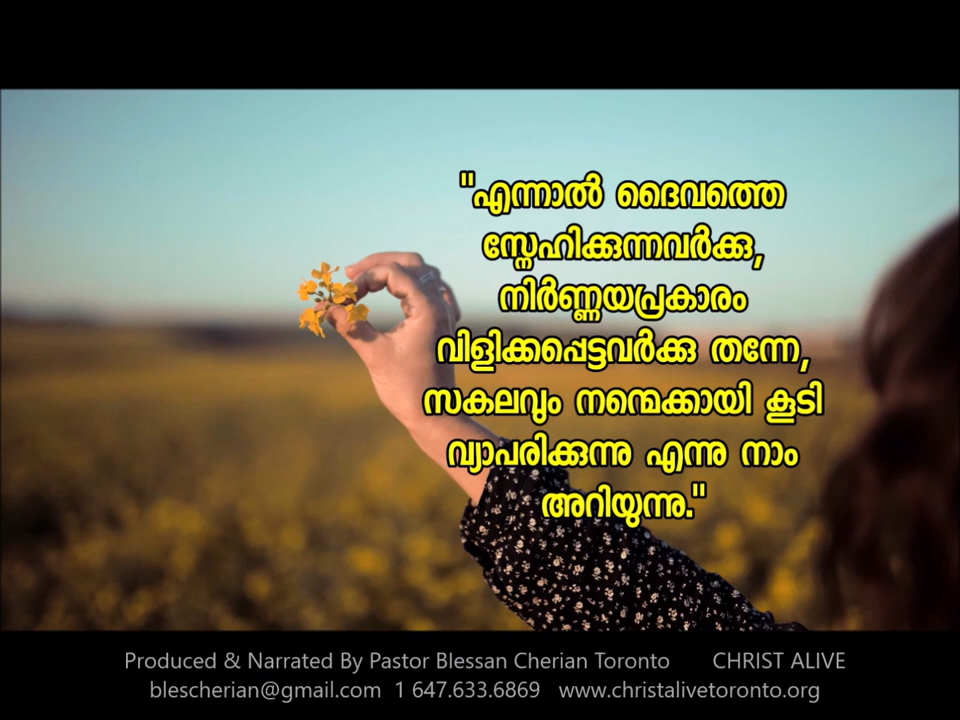 "എന്നാൽ ദൈവത്തെ
സ്നേഹിക്കുന്നവർക്കു,
നിർണ്ണയപ്രകാരം
വിളിക്കപ്പെട്ടവർക്കു തന്നേ,
സകലവും നന്മെക്കായി കൂടി
വ്യാപരിക്കുന്നു എന്നു നാം
അറിയുന്നു."
Produced & Narrated By Pastor Blessan Cherian Toronto CHRIST ALIVE
blescherian@gmail.com 1 647.633.6869 www.christalivetoronto.org